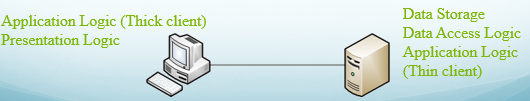 Application Logic (Thick client)
Presentation Logic
Data Storage
Data Access Logic
Application Logic
(Thin client)